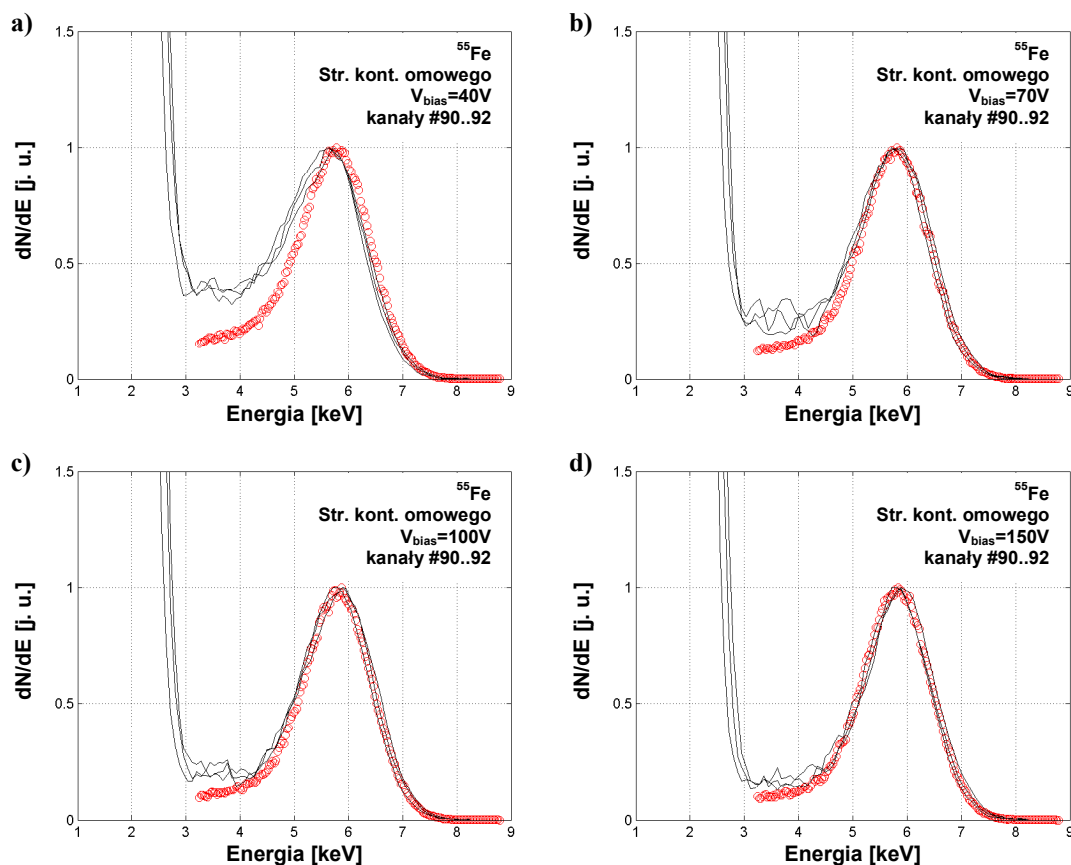 a)
1.5
1
0.5
0
dN/dE [j. u.]
⁵⁵Fe
Str. kont. omowego
V_bias=40V
kanały #90..92
1 2 3 4 5 6 7 8 9
Energia [keV]
b)
1.5
1
0.5
0
dN/dE [j. u.]
⁵⁵Fe
Str. kont. omowego
V_bias=70V
kanały #90..92
1 2 3 4 5 6 7 8 9
Energia [keV]
c)
1.5
1
0.5
0
dN/dE [j. u.]
⁵⁵Fe
Str. kont. omowego
V_bias=100V
kanały #90..92
1 2 3 4 5 6 7 8 9
Energia [keV]
d)
1.5
1
0.5
0
dN/dE [j. u.]
⁵⁵Fe
Str. kont. omowego
V_bias=150V
kanały #90..92
1 2 3 4 5 6 7 8 9
Energia [keV]